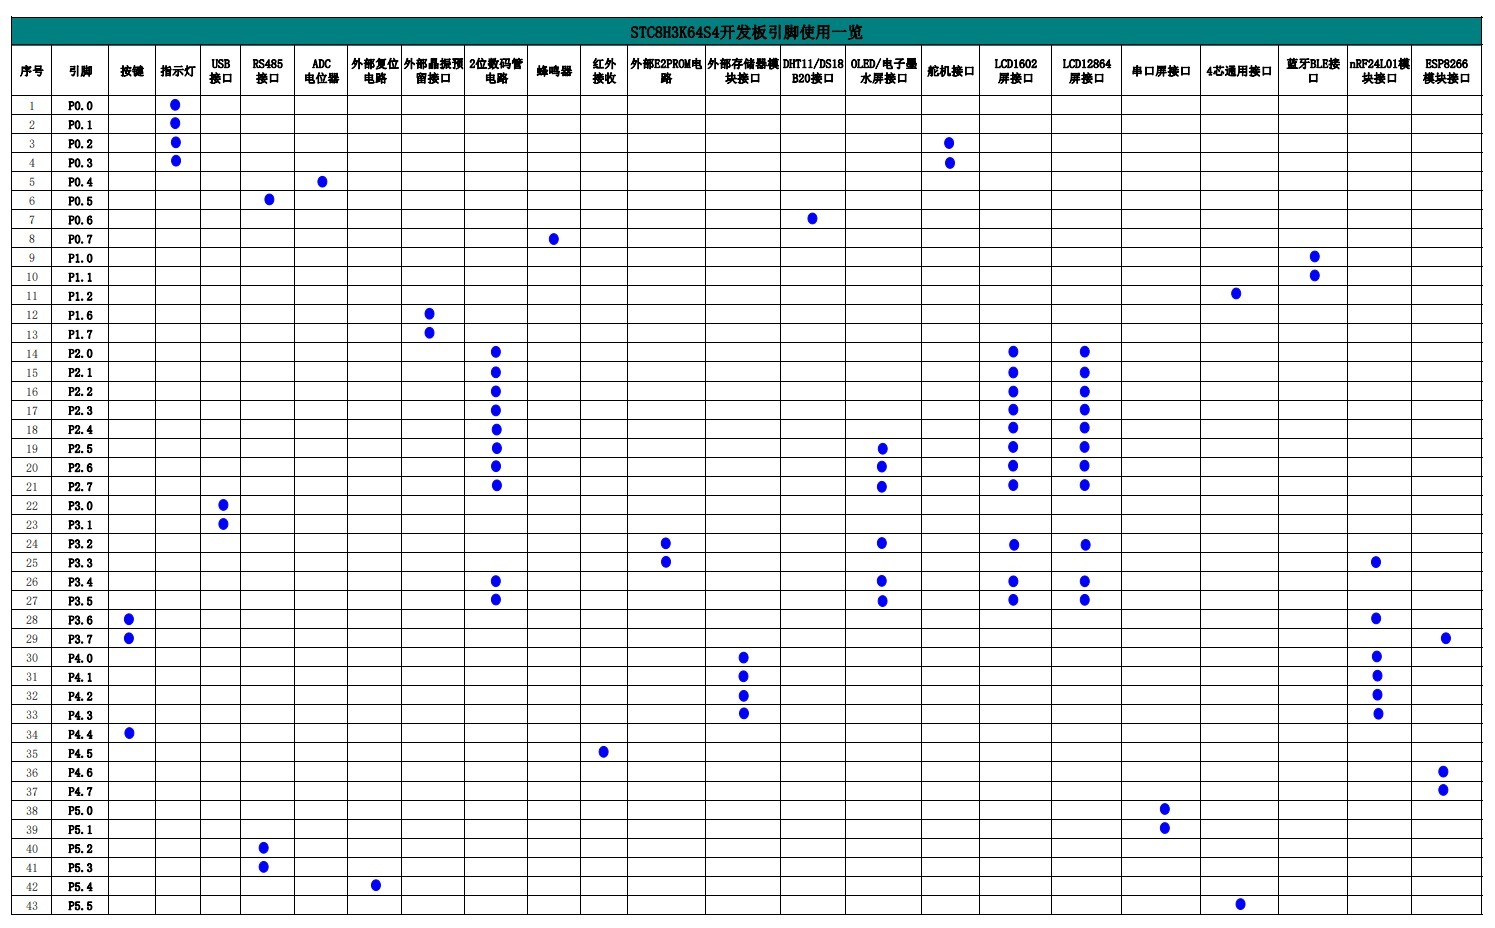 STC8H3K64S4开发板引脚使用一览
序号 引脚 按键 指示灯 USB接口 RS485接口 ADC电位器 外部复位电路 外部晶振预留接口 2位数码管电路 蜂鸣器 红外接收 外部E2PROM电路 外部存储器模块接口 DHT11/DS18B20接口 OLED/电子墨水屏接口 舵机接口 LCD1602屏接口 LCD12864屏接口 串口屏接口 4芯通用接口 蓝牙BLE接口 nRF24L01模块接口 ESP8266模块接口
1 P0.0
2 P0.1
3 P0.2
4 P0.3
5 P0.4
6 P0.5
7 P0.6
8 P0.7
9 P1.0
10 P1.1
11 P1.2
12 P1.6
13 P1.7
14 P2.0
15 P2.1
16 P2.2
17 P2.3
18 P2.4
19 P2.5
20 P2.6
21 P2.7
22 P3.0
23 P3.1
24 P3.2
25 P3.3
26 P3.4
27 P3.5
28 P3.6
29 P3.7
30 P4.0
31 P4.1
32 P4.2
33 P4.3
34 P4.4
35 P4.5
36 P4.6
37 P4.7
38 P5.0
39 P5.1
40 P5.2
41 P5.3
42 P5.4
43 P5.5